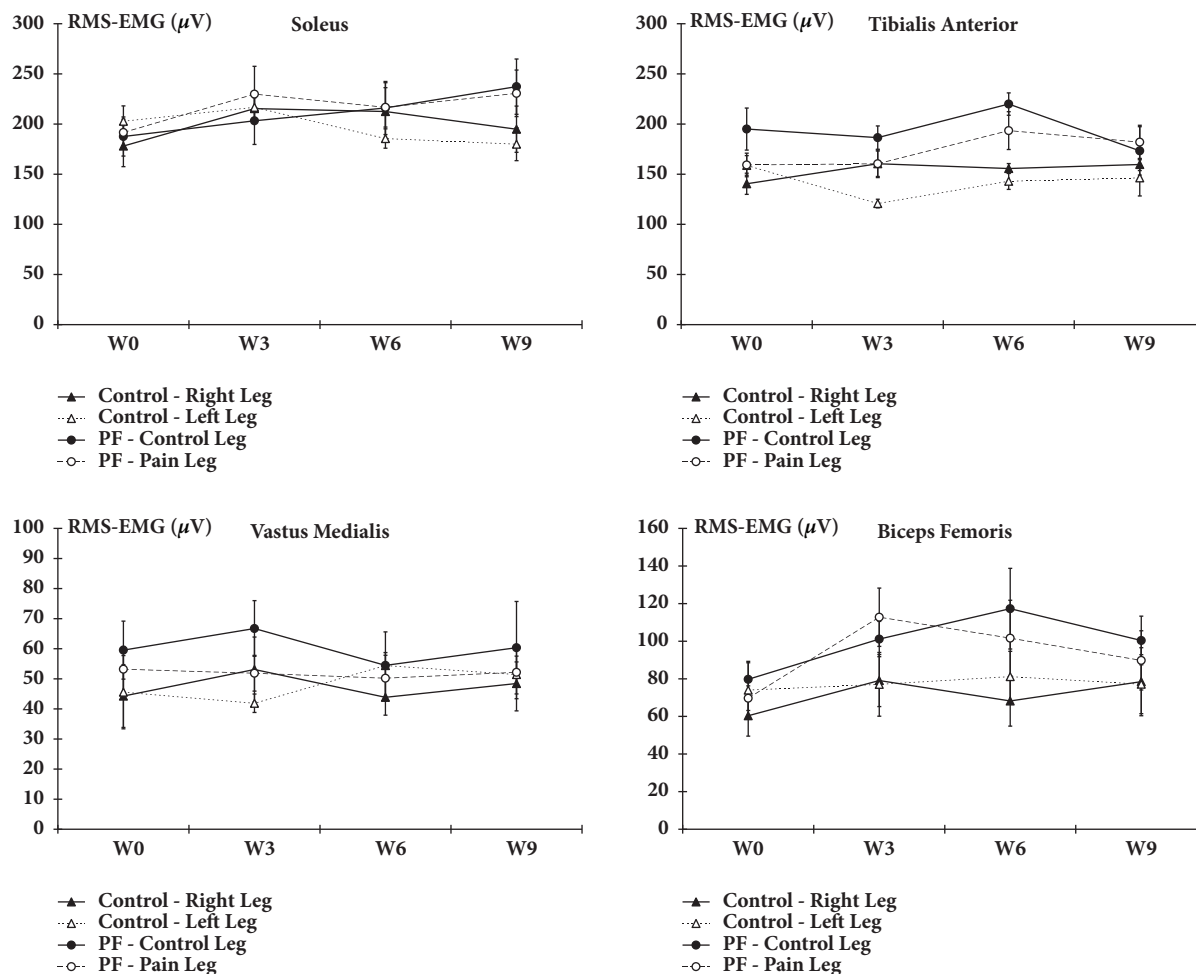 RMS-EMG (μV)
Soleus
300
250
200
150
100
50
0
W0 W3 W6 W9
Control - Right Leg
Control - Left Leg
PF - Control Leg
PF - Pain Leg
RMS-EMG (μV)
Tibialis Anterior
300
250
200
150
100
50
0
W0 W3 W6 W9
Control - Right Leg
Control - Left Leg
PF - Control Leg
PF - Pain Leg
RMS-EMG (μV)
Vastus Medialis
100
90
80
70
60
50
40
30
20
10
0
W0 W3 W6 W9
Control - Right Leg
Control - Left Leg
PF - Control Leg
PF - Pain Leg
RMS-EMG (μV)
Biceps Femoris
160
140
120
100
80
60
40
20
0
W0 W3 W6 W9
Control - Right Leg
Control - Left Leg
PF - Control Leg
PF - Pain Leg